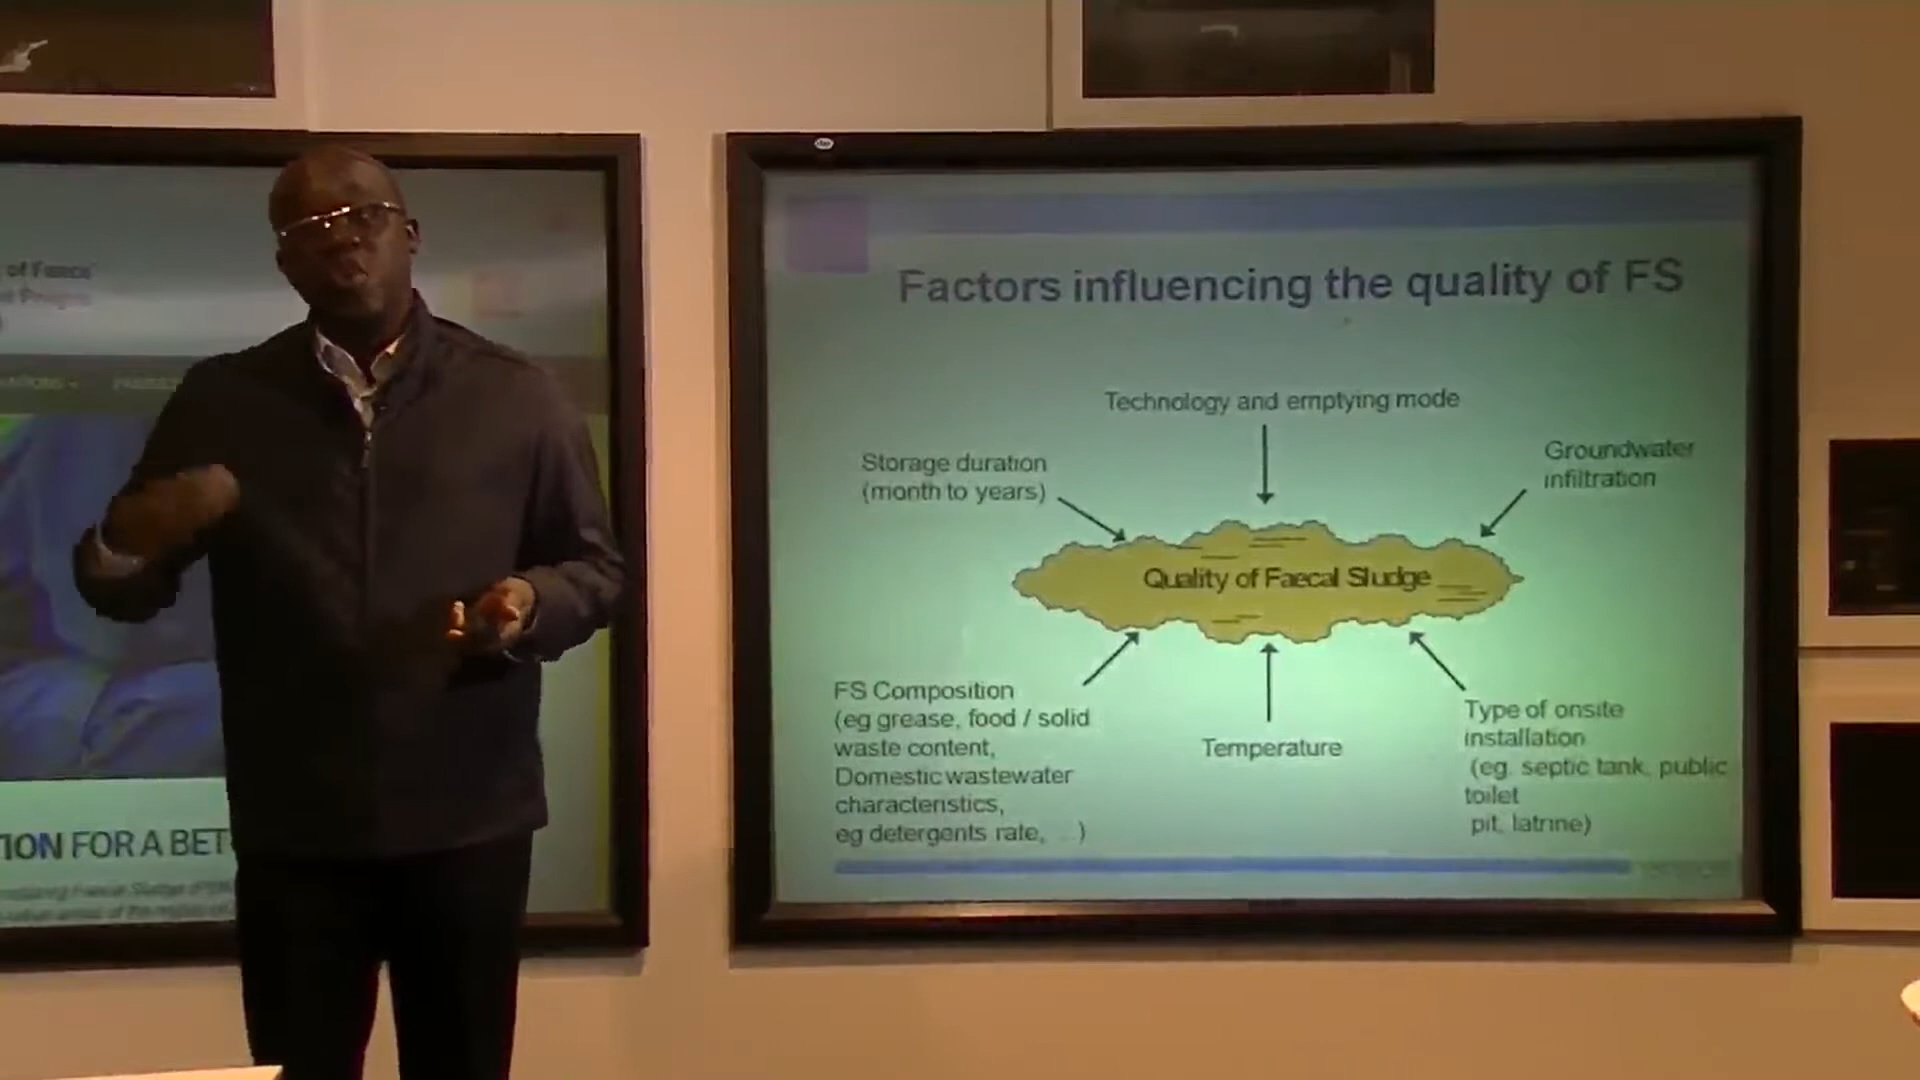 of Faeca
FOR A BET
Factors influencing the quality of FS
Technology and emptying mode
Storage duration
(month to years)
Groundwater
infiltration
Quality of Faecal Sludge
FS Composition
(eg grease, food / solid
waste content,
Domestic wastewater
characteristics,
eg detergents rate, ...)
Temperature
Type of onsite
installation
(eg. septic tank, public
toilet
pit, latrine)